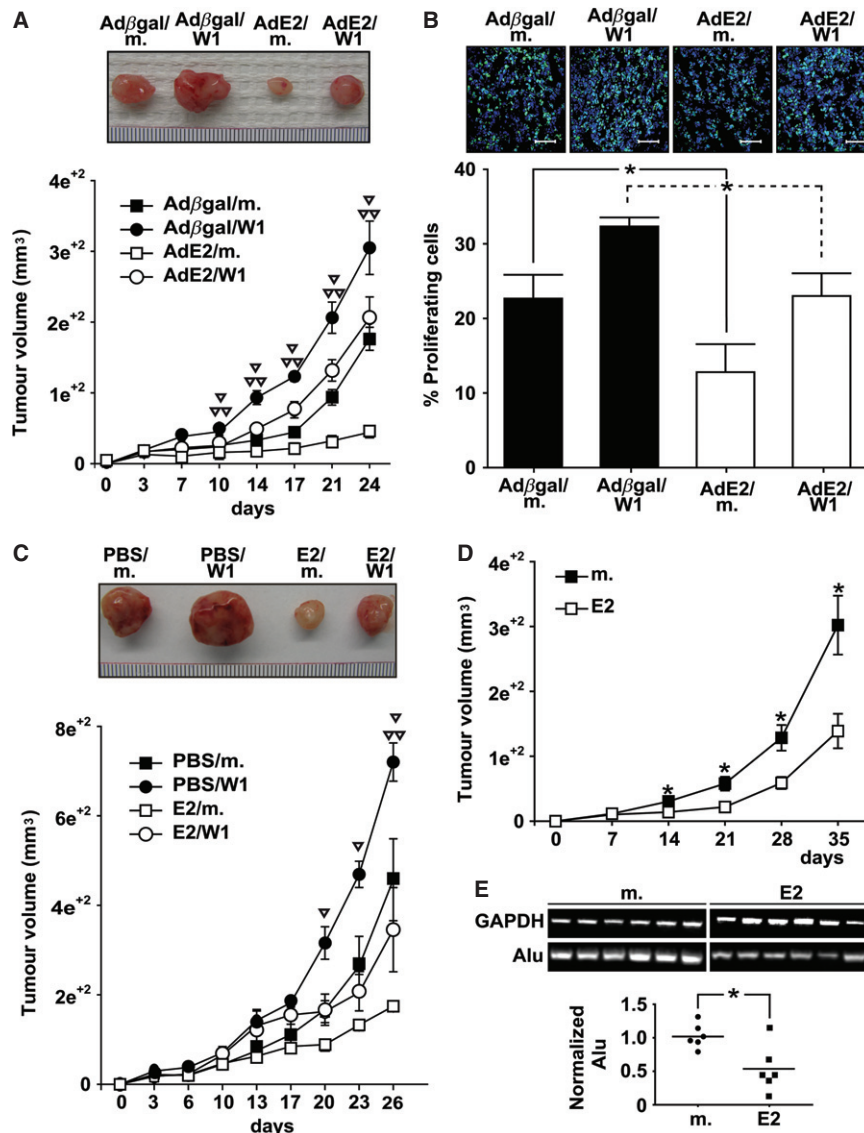 A
Adβgal/ m.
Adβgal/ W1
AdE2/ m.
AdE2/ W1
Tumour volume (mm³)
4e+2
3e+2
2e+2
1e+2
0
Adβgal/m.
Adβgal/W1
AdE2/m.
AdE2/W1
0 3 7 10 14 17 21 24
days
B
Adβgal/ m.
Adβgal/ W1
AdE2/ m.
AdE2/ W1
% Proliferating cells
40
30
20
10
0
*
*
Adβgal/ m.
Adβgal/ W1
AdE2/ m.
AdE2/ W1
C
PBS/ m.
PBS/ W1
E2/ m.
E2/ W1
Tumour volume (mm³)
8e+2
6e+2
4e+2
2e+2
0
PBS/m.
PBS/W1
E2/m.
E2/W1
0 3 6 10 13 17 20 23 26
days
D
m.
E2
Tumour volume (mm³)
4e+2
3e+2
2e+2
1e+2
0
* * * *
0 7 14 21 28 35
days
E
m. E2
GAPDH
Alu
Normalized Alu
1.5
1.0
0.5
0
*
m. E2